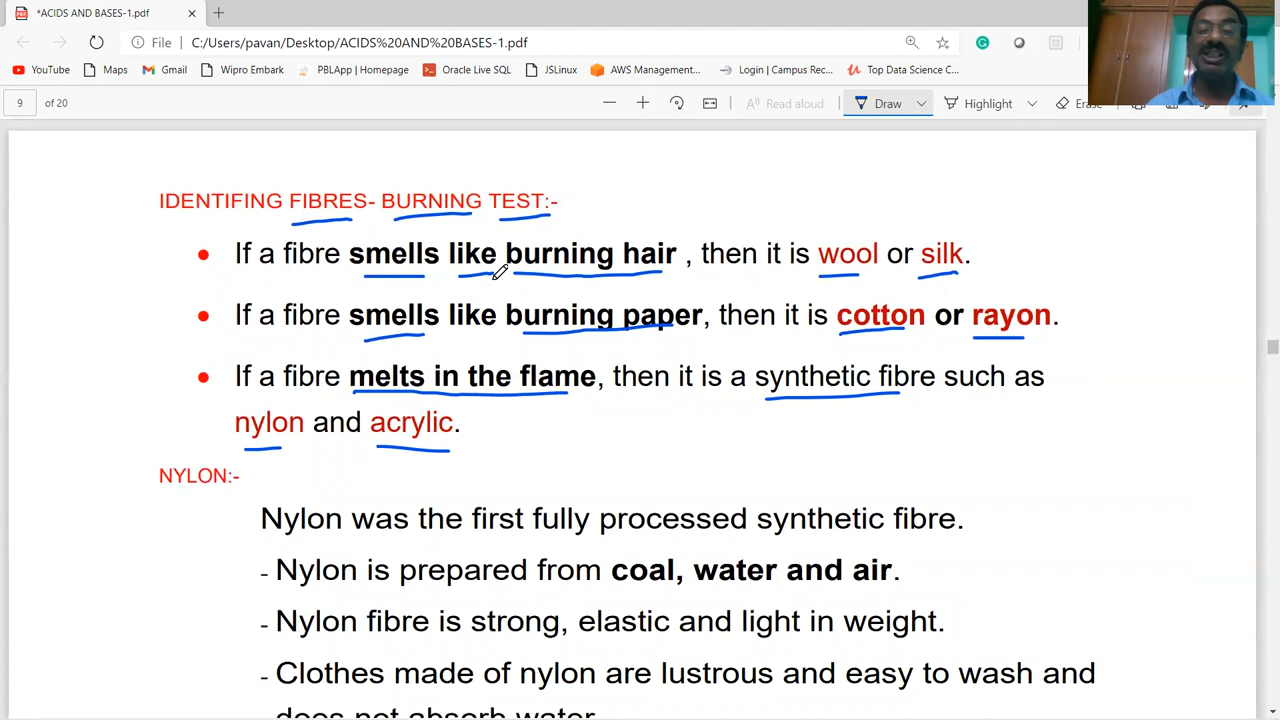 *ACIDS AND BASES-1.pdf
File C:/Users/pavan/Desktop/ACIDS%20AND%20BASES-1.pdf
YouTube Maps Gmail Wipro Embark PBLApp | Homepage Oracle Live SQL JSLinux AWS Management... Login | Campus Rec... Top Data Science C...
9 of 20 Read aloud Draw Highlight Erase
IDENTIFING FIBRES- BURNING TEST:-
• If a fibre smells like burning hair , then it is wool or silk.
• If a fibre smells like burning paper, then it is cotton or rayon.
• If a fibre melts in the flame, then it is a synthetic fibre such as
nylon and acrylic.
NYLON:-
Nylon was the first fully processed synthetic fibre.
- Nylon is prepared from coal, water and air.
- Nylon fibre is strong, elastic and light in weight.
- Clothes made of nylon are lustrous and easy to wash and
does not absorb water